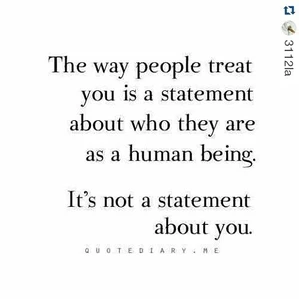 The way people treat
you is a statement
about who they are
as a human being.
It's not a statement
about you.
QUOTEDIARY.ME
3112la